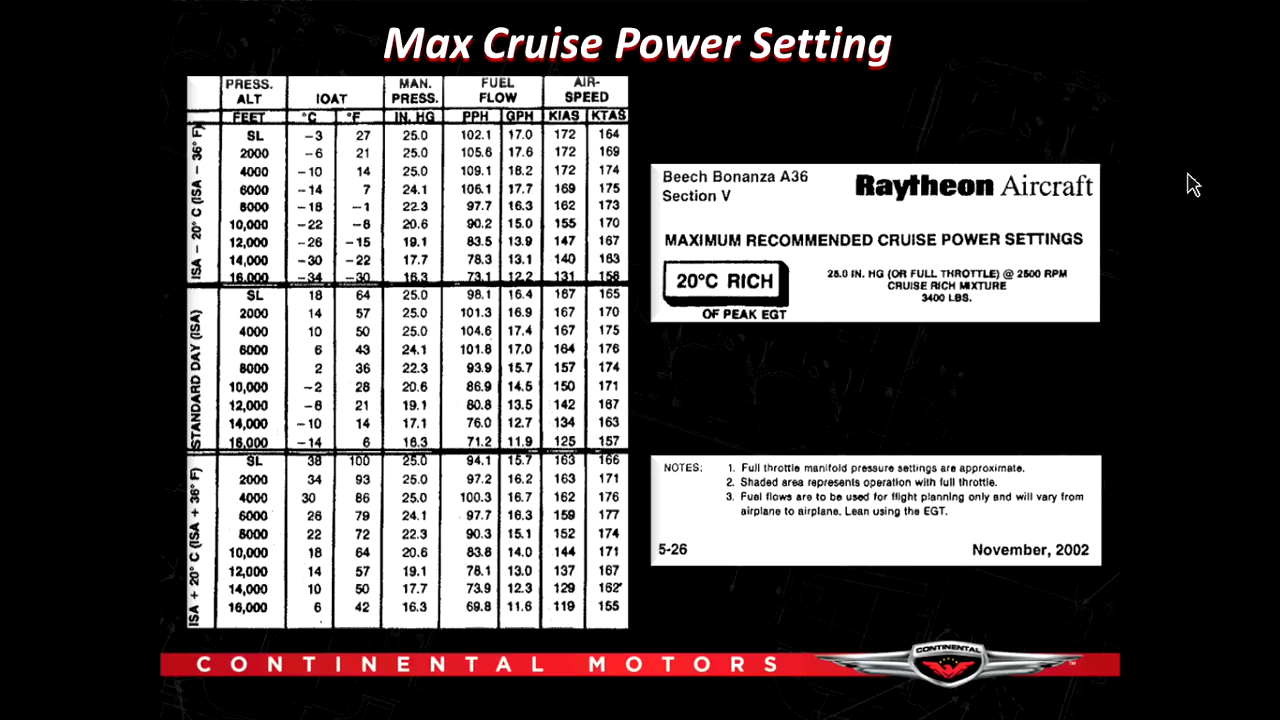 Max Cruise Power Setting
PRESS. MAN. FUEL AIR-
ALT IOAT PRESS. FLOW SPEED
FEET °C °F IN. HG PPH GPH KIAS KTAS
ISA – 20° C (ISA – 36° F)
SL –3 27 25.0 102.1 17.0 172 164
2000 –6 21 25.0 105.6 17.6 172 169
4000 –10 14 25.0 109.1 18.2 172 174
6000 –14 7 24.1 106.1 17.7 169 175
8000 –18 –1 22.3 97.7 16.3 162 173
10,000 –22 –8 20.6 90.2 15.0 155 170
12,000 –26 –15 19.1 83.5 13.9 147 167
14,000 –30 –22 17.7 78.3 13.1 140 163
16,000 –34 –30 16.3 73.1 12.2 131 158
STANDARD DAY (ISA)
SL 18 64 25.0 98.1 16.4 167 165
2000 14 57 25.0 101.3 16.9 167 170
4000 10 50 25.0 104.6 17.4 167 175
6000 6 43 24.1 101.8 17.0 164 176
8000 2 36 22.3 93.9 15.7 157 174
10,000 –2 28 20.6 86.9 14.5 150 171
12,000 –6 21 19.1 80.8 13.5 142 167
14,000 –10 14 17.1 76.0 12.7 134 163
16,000 –14 6 16.3 71.2 11.9 125 157
ISA + 20° C (ISA + 36° F)
SL 38 100 25.0 94.1 15.7 163 166
2000 34 93 25.0 97.2 16.2 163 171
4000 30 86 25.0 100.3 16.7 162 176
6000 26 79 24.1 97.7 16.3 159 177
8000 22 72 22.3 90.3 15.1 152 174
10,000 18 64 20.6 83.8 14.0 144 171
12,000 14 57 19.1 78.1 13.0 137 167
14,000 10 50 17.7 73.9 12.3 129 162
16,000 6 42 16.3 69.8 11.6 119 155
Beech Bonanza A36
Section V
Raytheon Aircraft
MAXIMUM RECOMMENDED CRUISE POWER SETTINGS
20°C RICH
OF PEAK EGT
25.0 IN. HG (OR FULL THROTTLE) @ 2500 RPM
CRUISE RICH MIXTURE
3400 LBS.
NOTES: 1. Full throttle manifold pressure settings are approximate.
2. Shaded area represents operation with full throttle.
3. Fuel flows are to be used for flight planning only and will vary from
airplane to airplane. Lean using the EGT.
5-26 November, 2002
CONTINENTAL MOTORS
CONTINENTAL
TM